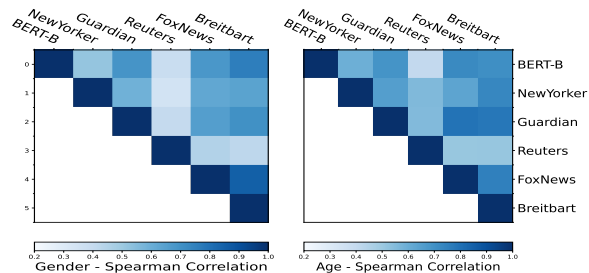 BERT-B NewYorker Guardian Reuters FoxNews Breitbart
BERT-B NewYorker Guardian Reuters FoxNews Breitbart
0 BERT-B
1 NewYorker
2 Guardian
3 Reuters
4 FoxNews
5 Breitbart
0.2 0.3 0.4 0.5 0.6 0.7 0.8 0.9 1.0
0.2 0.3 0.4 0.5 0.6 0.7 0.8 0.9 1.0
Gender - Spearman Correlation
Age - Spearman Correlation